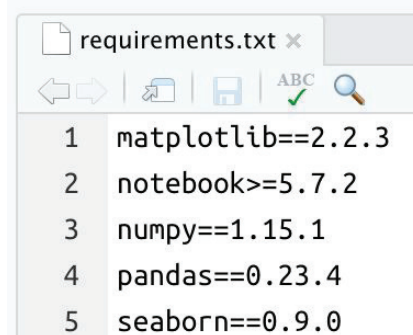 requirements.txt ×
ABC
1 matplotlib==2.2.3
2 notebook>=5.7.2
3 numpy==1.15.1
4 pandas==0.23.4
5 seaborn==0.9.0